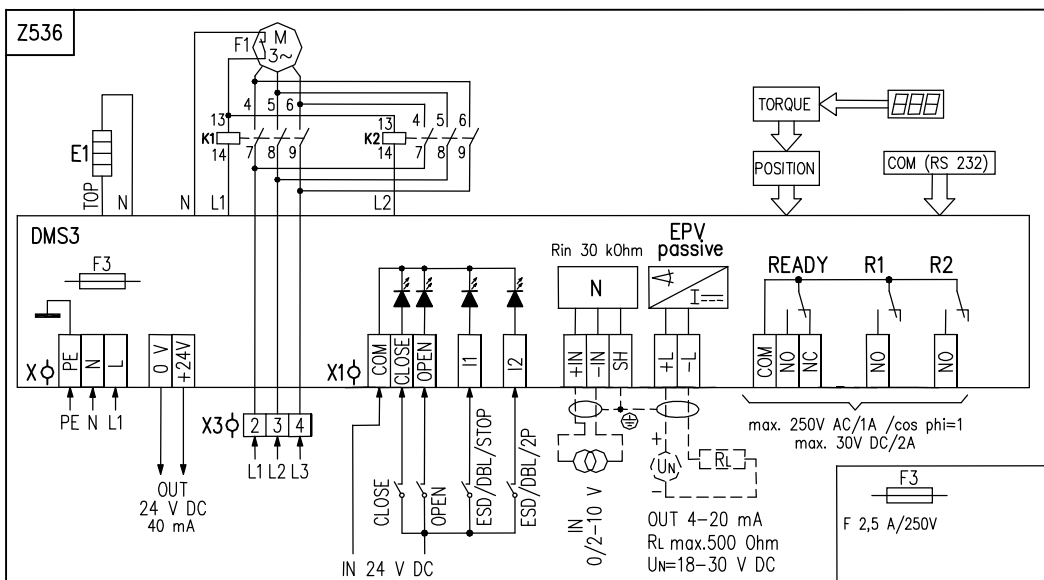 Z536
F1
M
3~
4 5 6
13
K1
14
7 8 9
13
K2
14
4 5 6
7 8 9
E1
TOP
N
N
L1
L2
TORQUE
POSITION
COM (RS 232)
DMS3
F3
Rin 30 kOhm
N
EPV
passive
READY
R1
R2
X
PE
N
L
0 V
+24V
X1
COM
CLOSE
OPEN
I1
I2
+IN
-IN
SH
+L
-L
COM
NO
NC
NO
NO
PE N L1
X3
2 3 4
L1 L2 L3
OUT
24 V DC
40 mA
CLOSE
OPEN
ESD/DBL/STOP
ESD/DBL/2P
IN 24 V DC
IN
0/2-10 V
+
UN
-
RL
OUT 4-20 mA
RL max.500 Ohm
UN=18-30 V DC
max. 250V AC/1A /cos phi=1
max. 30V DC/2A
F3
F 2,5 A/250V